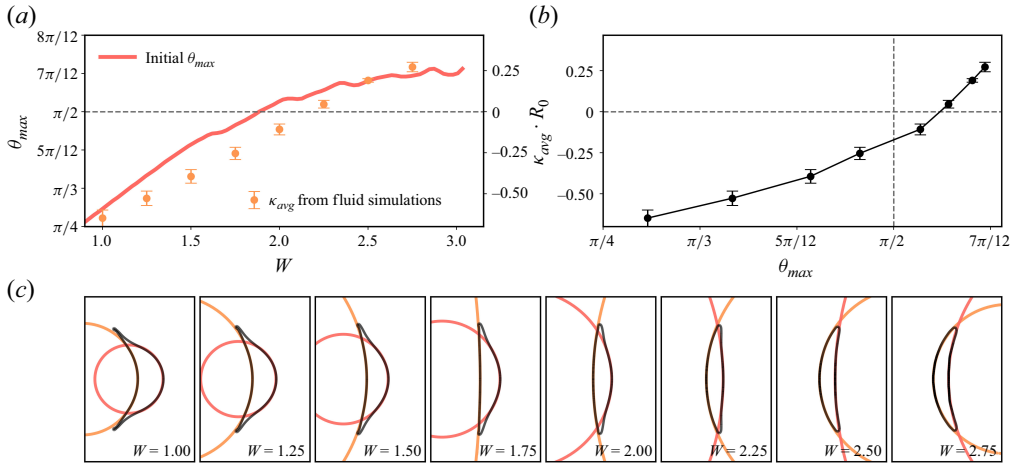 (a)
8π/12
7π/12
π/2
5π/12
π/3
π/4
θmax
Initial θmax
κavg from fluid simulations
0.25
0
−0.25
−0.50
κavg · R0
1.0
1.5
2.0
2.5
3.0
W
(b)
0.25
0
−0.25
−0.50
π/4
π/3
5π/12
π/2
7π/12
θmax
(c)
W = 1.00
W = 1.25
W = 1.50
W = 1.75
W = 2.00
W = 2.25
W = 2.50
W = 2.75